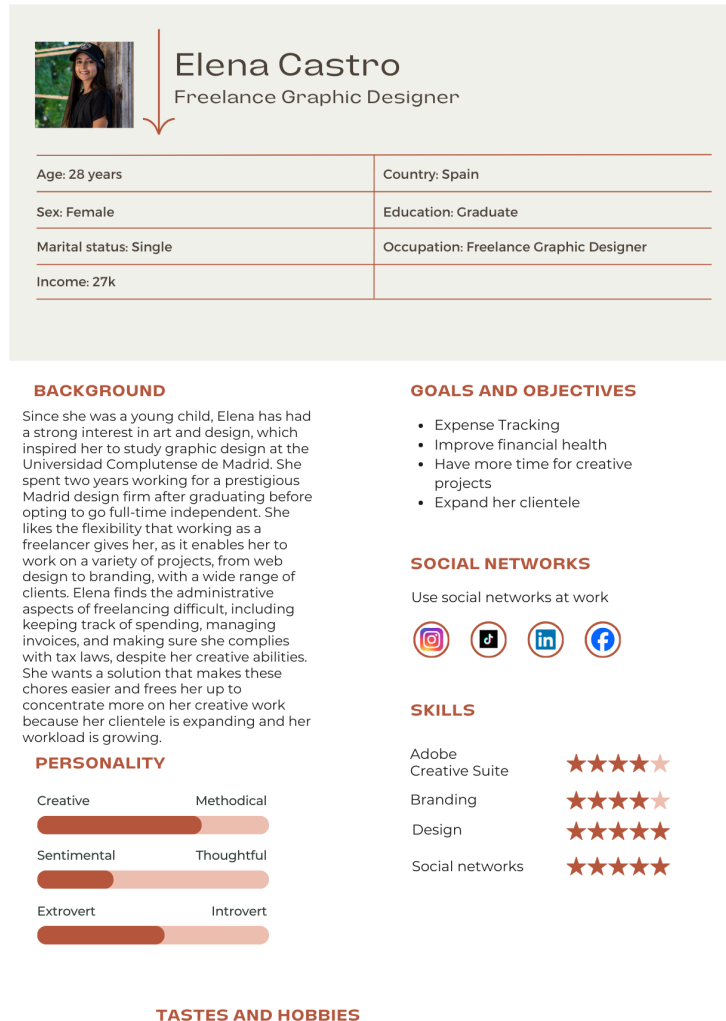 Elena Castro
Freelance Graphic Designer
Age: 28 years
Country: Spain
Sex: Female
Education: Graduate
Marital status: Single
Occupation: Freelance Graphic Designer
Income: 27k
BACKGROUND
Since she was a young child, Elena has had
a strong interest in art and design, which
inspired her to study graphic design at the
Universidad Complutense de Madrid. She
spent two years working for a prestigious
Madrid design firm after graduating before
opting to go full-time independent. She
likes the flexibility that working as a
freelancer gives her, as it enables her to
work on a variety of projects, from web
design to branding, with a wide range of
clients. Elena finds the administrative
aspects of freelancing difficult, including
keeping track of spending, managing
invoices, and making sure she complies
with tax laws, despite her creative abilities.
She wants a solution that makes these
chores easier and frees her up to
concentrate more on her creative work
because her clientele is expanding and her
workload is growing.
PERSONALITY
Creative Methodical
Sentimental Thoughtful
Extrovert Introvert
GOALS AND OBJECTIVES
• Expense Tracking
• Improve financial health
• Have more time for creative
projects
• Expand her clientele
SOCIAL NETWORKS
Use social networks at work
in
SKILLS
Adobe
Creative Suite
Branding
Design
Social networks
TASTES AND HOBBIES